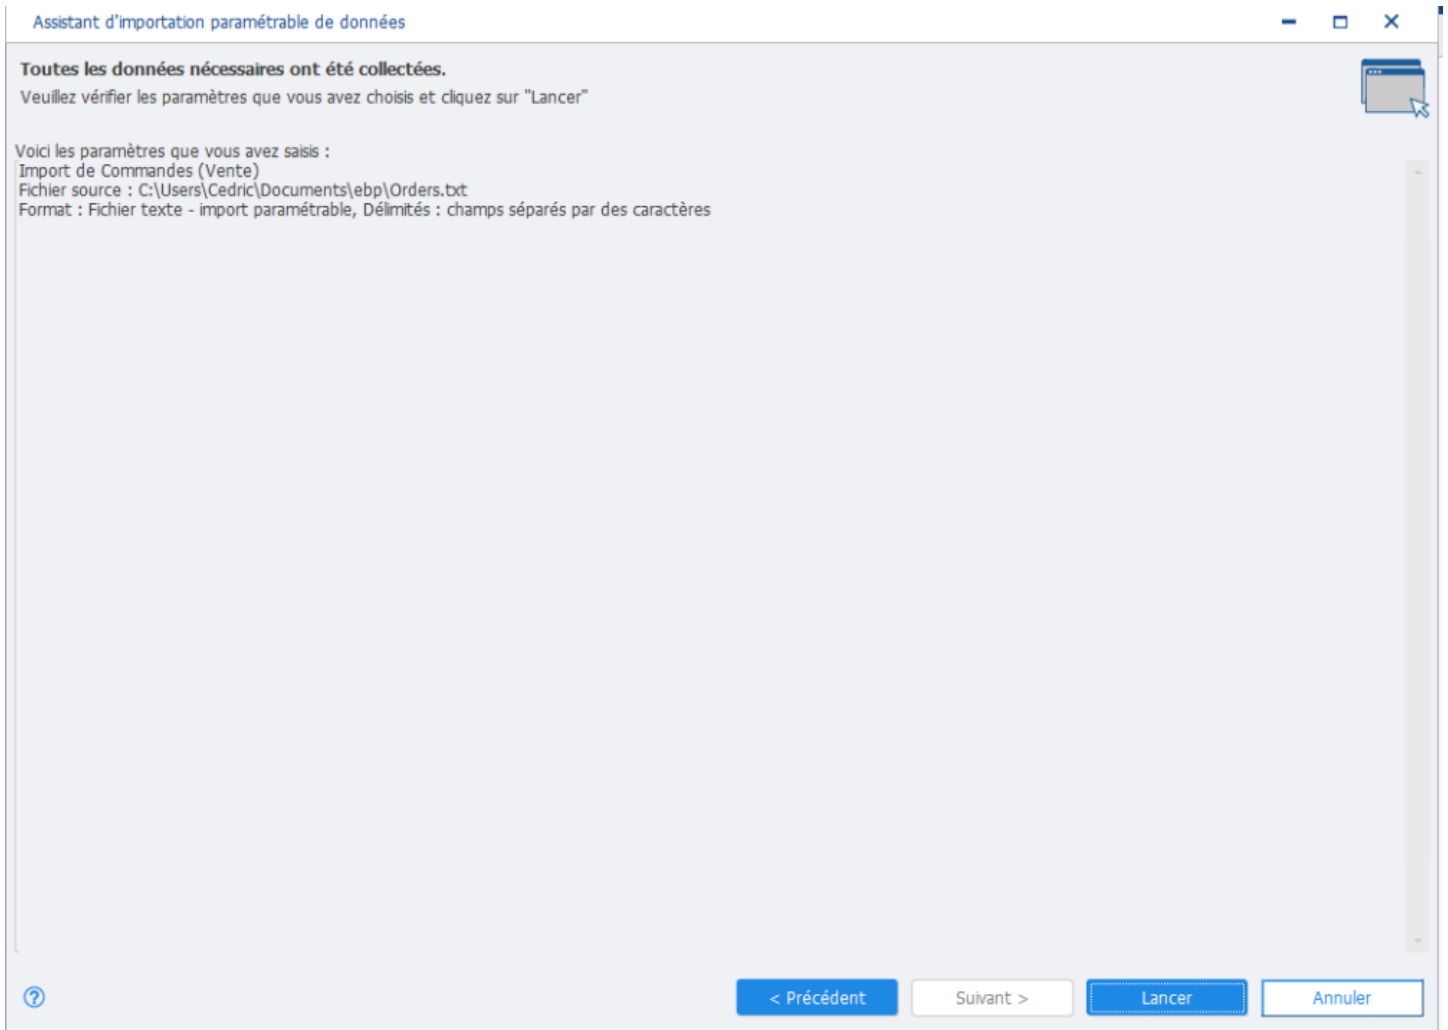 Assistant d'importation paramétrable de données
Toutes les données nécessaires ont été collectées.
Veuillez vérifier les paramètres que vous avez choisis et cliquez sur "Lancer"
Voici les paramètres que vous avez saisis :
Import de Commandes (Vente)
Fichier source : C:\Users\Cedric\Documents\ebp\Orders.txt
Format : Fichier texte - import paramétrable, Délimités : champs séparés par des caractères
< Précédent
Suivant >
Lancer
Annuler